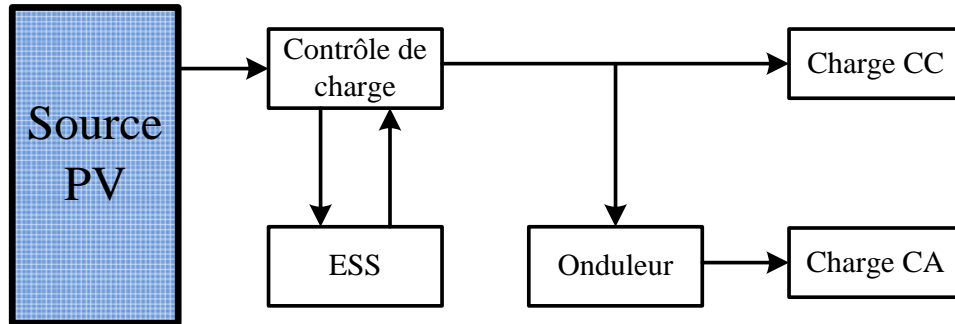 Source
PV
Contrôle de
charge
Charge CC
ESS
Onduleur
Charge CA